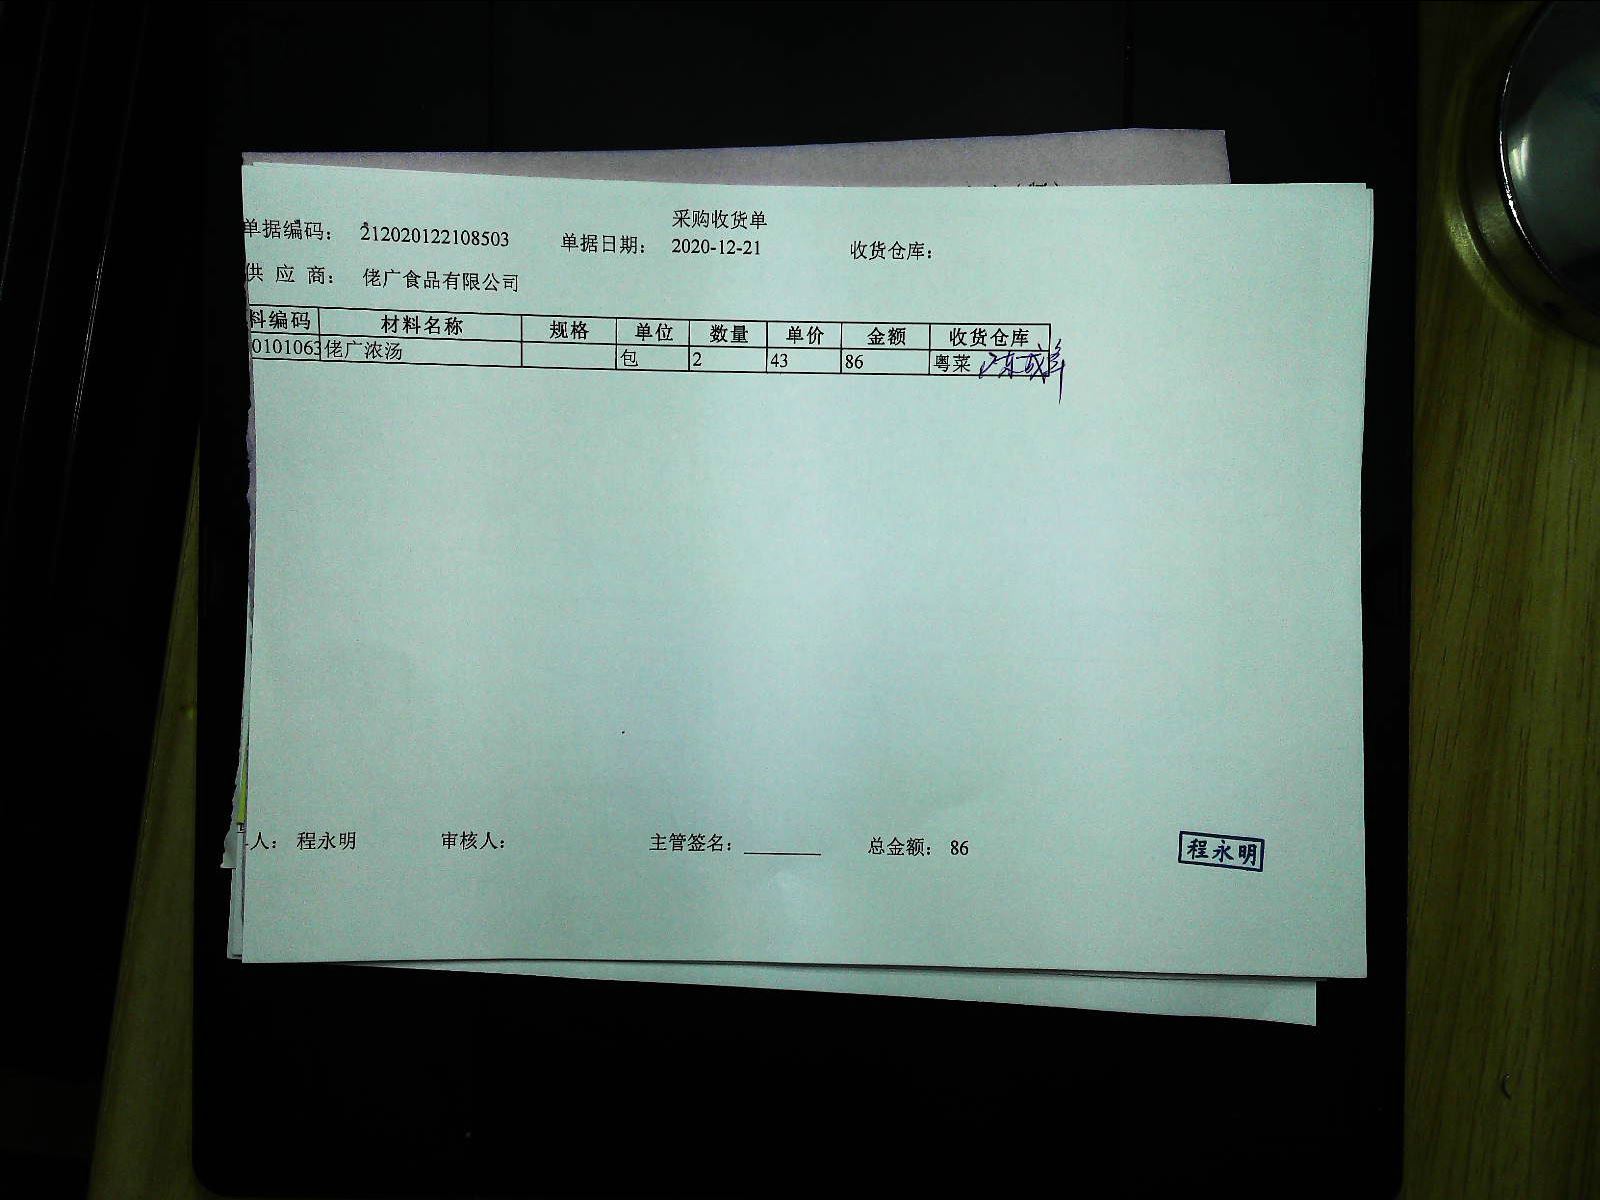 采购收货单
单据编码： 212020122108503 单据日期： 2020-12-21 收货仓库：
供 应 商： 佬广食品有限公司
料编码 材料名称 规格 单位 数量 单价 金额 收货仓库
0101063 佬广浓汤 包 2 43 86 粤菜
人： 程永明 审核人： 主管签名： ________ 总金额： 86
程永明